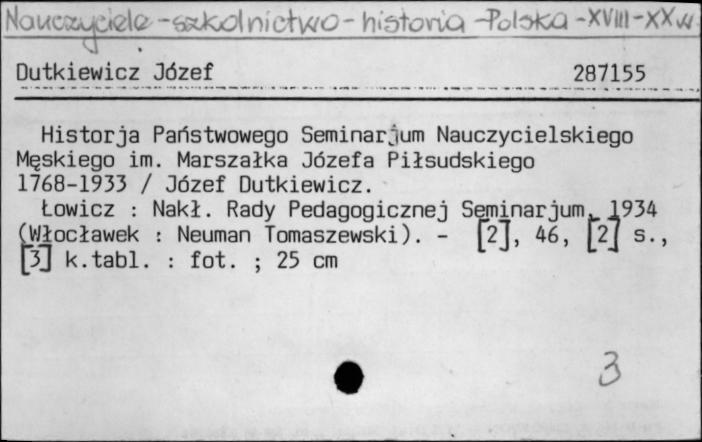 Nauczyciele - szkolnictwo - historia - Polska - XVIII - XX w.
Dutkiewicz Józef 287155
Historja Państwowego Seminarjum Nauczycielskiego
Męskiego im. Marszałka Józefa Piłsudskiego
1768-1933 / Józef Dutkiewicz.
Łowicz : Nakł. Rady Pedagogicznej Seminarjum, 1934
(Włocławek : Neuman Tomaszewski). - [2], 46, [2] s.,
[3] k.tabl. : fot. ; 25 cm
3